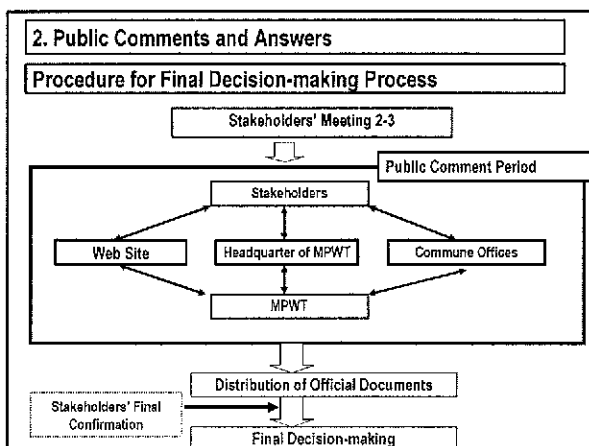 2. Public Comments and Answers
Procedure for Final Decision-making Process
Stakeholders' Meeting 2-3
Public Comment Period
Stakeholders
Web Site
Headquarter of MPWT
Commune Offices
MPWT
Distribution of Official Documents
Stakeholders' Final
Confirmation
Final Decision-making